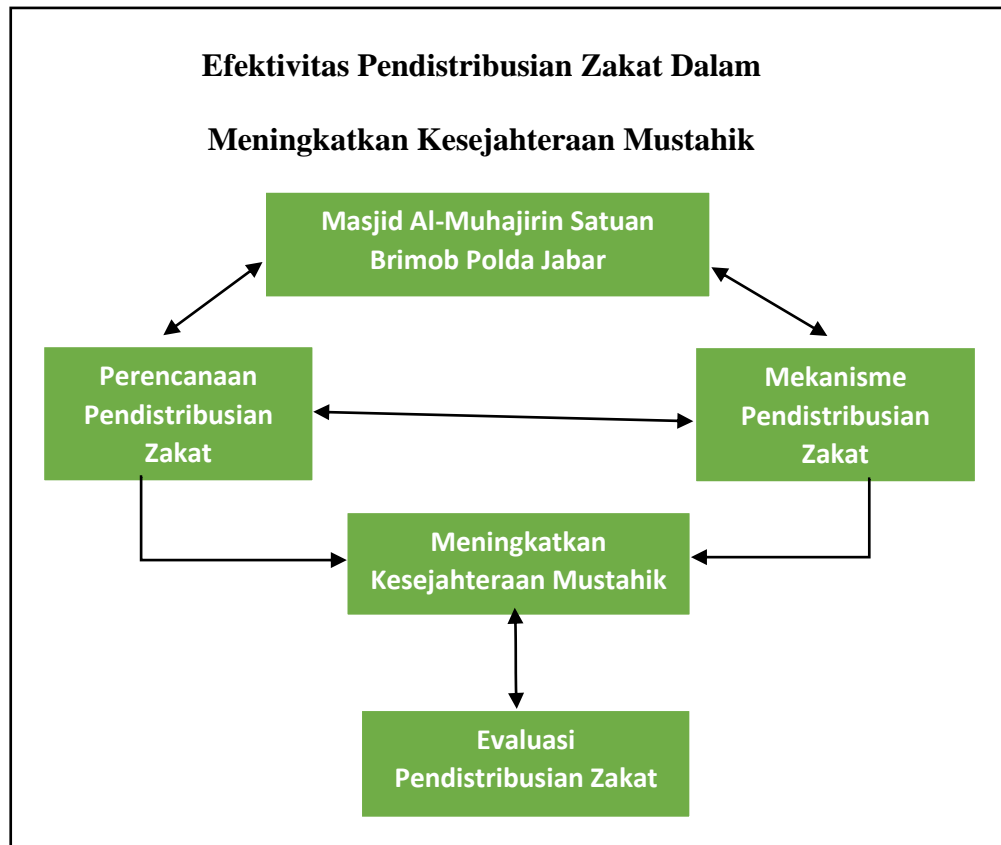 Efektivitas Pendistribusian Zakat Dalam
Meningkatkan Kesejahteraan Mustahik
Masjid Al-Muhajirin Satuan
Brimob Polda Jabar
Perencanaan
Pendistribusian
Zakat
Mekanisme
Pendistribusian
Zakat
Meningkatkan
Kesejahteraan Mustahik
Evaluasi
Pendistribusian Zakat